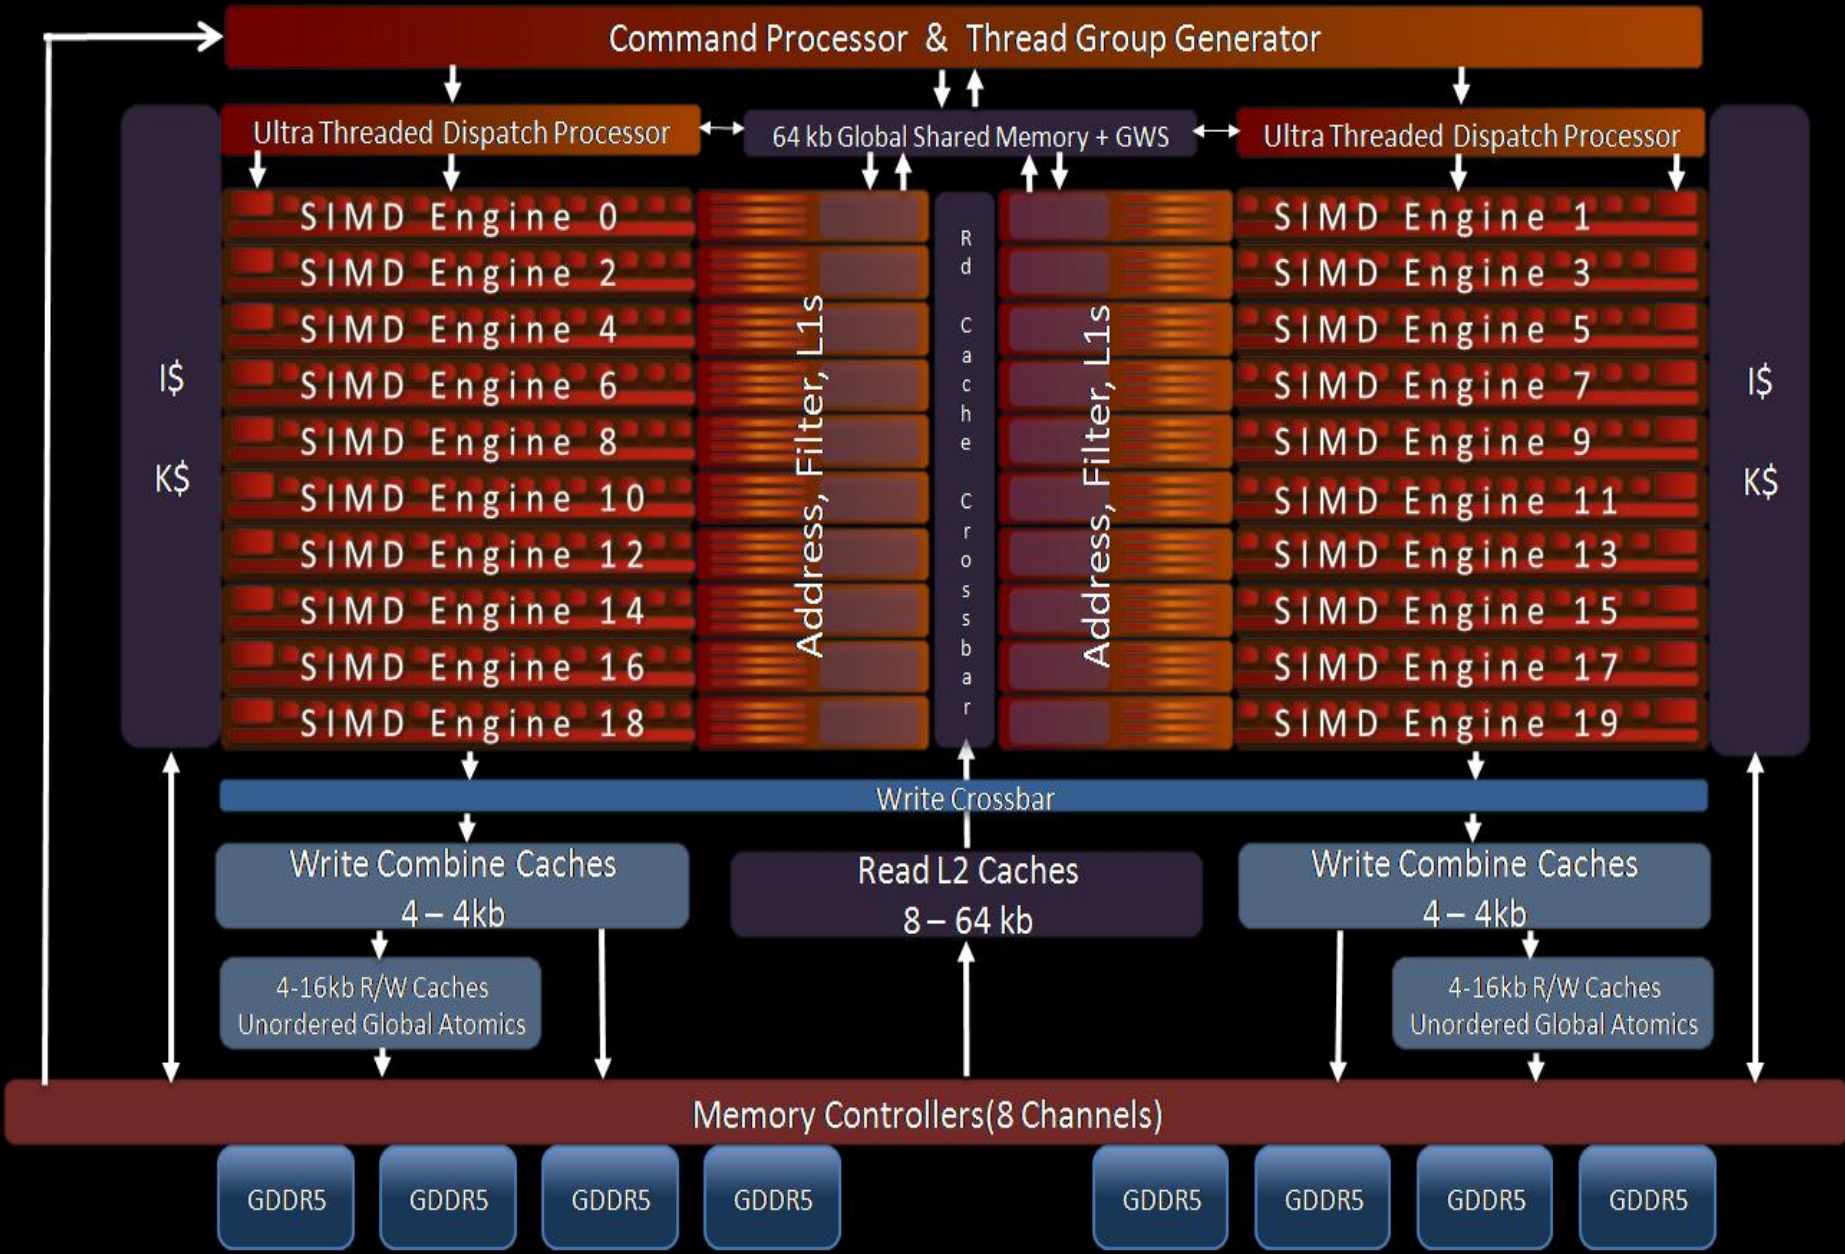 Command Processor & Thread Group Generator
Ultra Threaded Dispatch Processor
64 kb Global Shared Memory + GWS
Ultra Threaded Dispatch Processor
I$
K$
SIMD Engine 0
SIMD Engine 2
SIMD Engine 4
SIMD Engine 6
SIMD Engine 8
SIMD Engine 10
SIMD Engine 12
SIMD Engine 14
SIMD Engine 16
SIMD Engine 18
Address, Filter, L1s
Rd Cache Crossbar
Address, Filter, L1s
SIMD Engine 1
SIMD Engine 3
SIMD Engine 5
SIMD Engine 7
SIMD Engine 9
SIMD Engine 11
SIMD Engine 13
SIMD Engine 15
SIMD Engine 17
SIMD Engine 19
I$
K$
Write Crossbar
Write Combine Caches
4 – 4kb
Read L2 Caches
8 – 64 kb
Write Combine Caches
4 – 4kb
4-16kb R/W Caches
Unordered Global Atomics
4-16kb R/W Caches
Unordered Global Atomics
Memory Controllers(8 Channels)
GDDR5
GDDR5
GDDR5
GDDR5
GDDR5
GDDR5
GDDR5
GDDR5